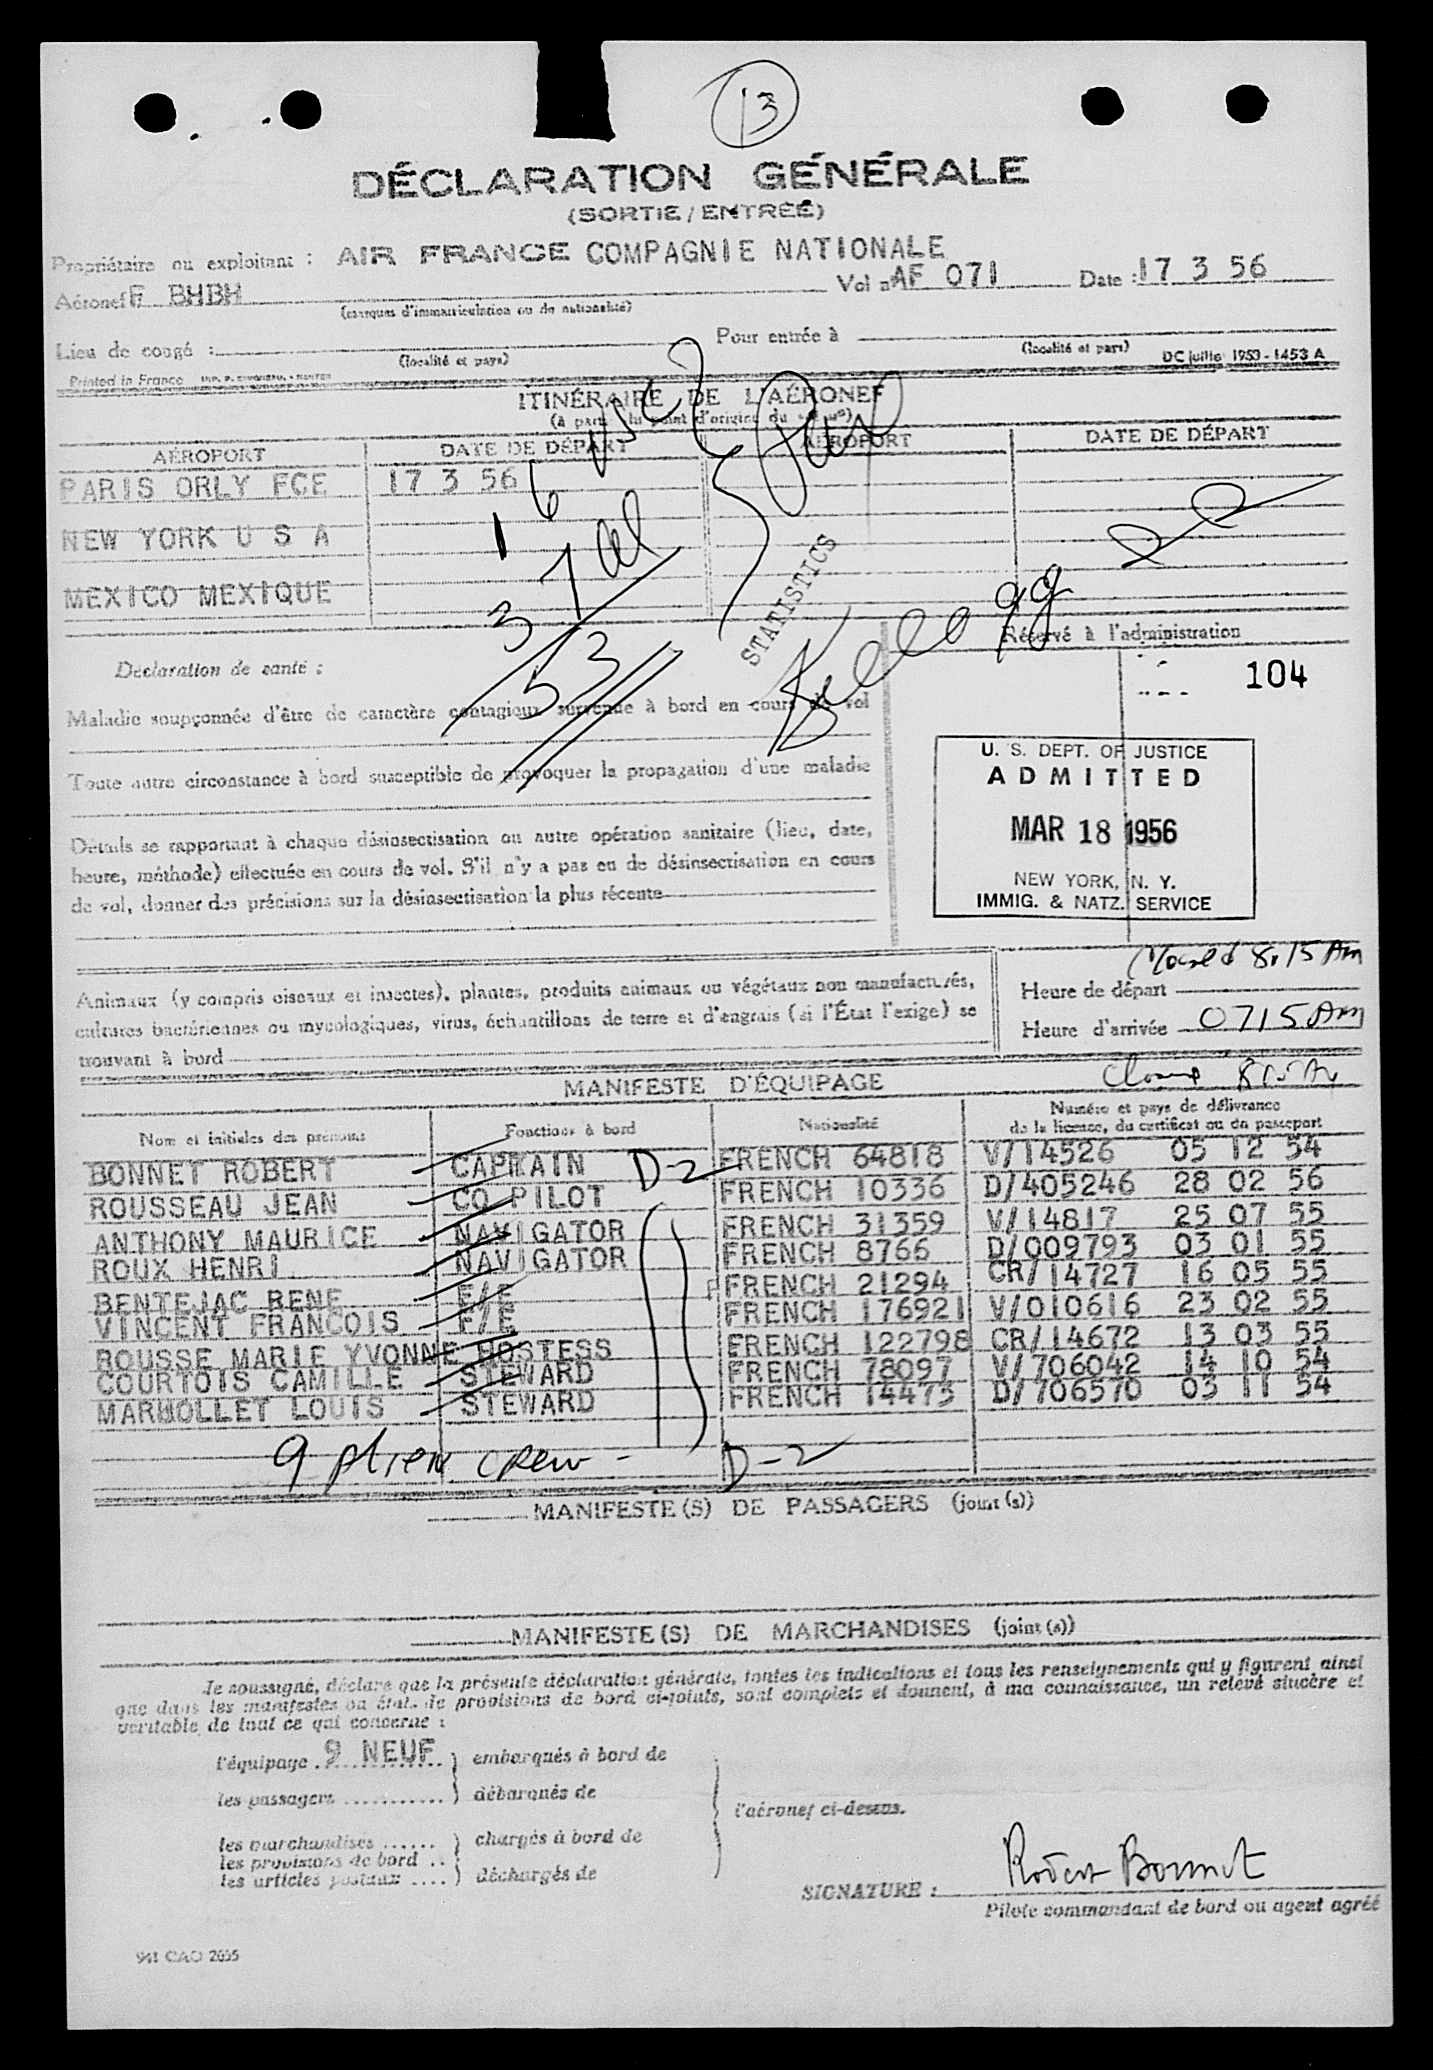 13
DÉCLARATION GÉNÉRALE
(SORTIE / ENTRÉE)
Propriétaire ou exploitant : AIR FRANCE COMPAGNIE NATIONALE
Aéronef F BHBH Vol n° AF 071 Date : 17 3 56
(marques d'immatriculation ou de nationalité)
Lieu de congé : Pour entrée à
(localité et pays) (localité et pays) DC juillet 1953 - 1453 A
Printed in France
ITINÉRAIRE DE L'AÉRONEF
AÉROPORT DATE DE DÉPART AÉROPORT DATE DE DÉPART
PARIS ORLY FCE 17 3 56
NEW YORK U S A
MEXICO MEXIQUE
STATISTICS
Kellogg
Réservé à l'administration
104
Déclaration de santé :
Maladie soupçonnée d'être de caractère contagieux survenue à bord en cours de vol
Toute autre circonstance à bord susceptible de provoquer la propagation d'une maladie
Détails se rapportant à chaque désinsectisation ou autre opération sanitaire (lieu, date,
heure, méthode) effectuée en cours de vol. S'il n'y a pas eu de désinsectisation en cours
de vol, donner des précisions sur la désinsectisation la plus récente
U. S. DEPT. OF JUSTICE
ADMITTED
MAR 18 1956
NEW YORK, N. Y.
IMMIG. & NATZ. SERVICE
8:15 Am
Animaux (y compris oiseaux et insectes), plantes, produits animaux ou végétaux non manufacturés,
cultures bactériennes ou mycologiques, virus, échantillons de terre et d'engrais (si l'État l'exige) se
trouvant à bord
Heure de départ
Heure d'arrivée 0715 Am
MANIFESTE D'ÉQUIPAGE
Nom et initiales des prénoms Fonctions à bord Nationalité Numéro et pays de délivrance
de la licence, du certificat ou du passeport
BONNET ROBERT CAPTAIN D-2 FRENCH 64818 V/14526 05 12 54
ROUSSEAU JEAN CO PILOT FRENCH 10336 D/405246 28 02 56
ANTHONY MAURICE NAVIGATOR FRENCH 31359 V/14817 25 07 55
ROUX HENRI NAVIGATOR FRENCH 8766 D/009793 03 01 55
BENTEJAC RENE F/E FRENCH 21294 CR/14727 16 05 55
VINCENT FRANCOIS F/E FRENCH 176921 V/010616 23 02 55
ROUSSE MARIE YVONNE HOSTESS FRENCH 122798 CR/14672 13 03 55
COURTOIS CAMILLE STEWARD FRENCH 78097 V/706042 14 10 54
MARHOLLET LOUIS STEWARD FRENCH 14473 D/706570 03 11 54
9 alien crew - D-2
MANIFESTE(S) DE PASSAGERS (joint(s))
MANIFESTE(S) DE MARCHANDISES (joint(s))
Je soussigné, déclare que la présente déclaration générale, toutes les indications et tous les renseignements qui y figurent ainsi
que dans les manifestes ou état de provisions de bord ci-joints, sont complets et donnent, à ma connaissance, un relevé sincère et
véritable de tout ce qui concerne :
l'équipage 9 NEUF embarqués à bord de
les passagers débarqués de
l'aéronef ci-dessus.
les marchandises chargés à bord de
les provisions de bord
les articles postaux déchargés de
SIGNATURE : Robert Bonnet
Pilote commandant de bord ou agent agréé
941 CAO 2055